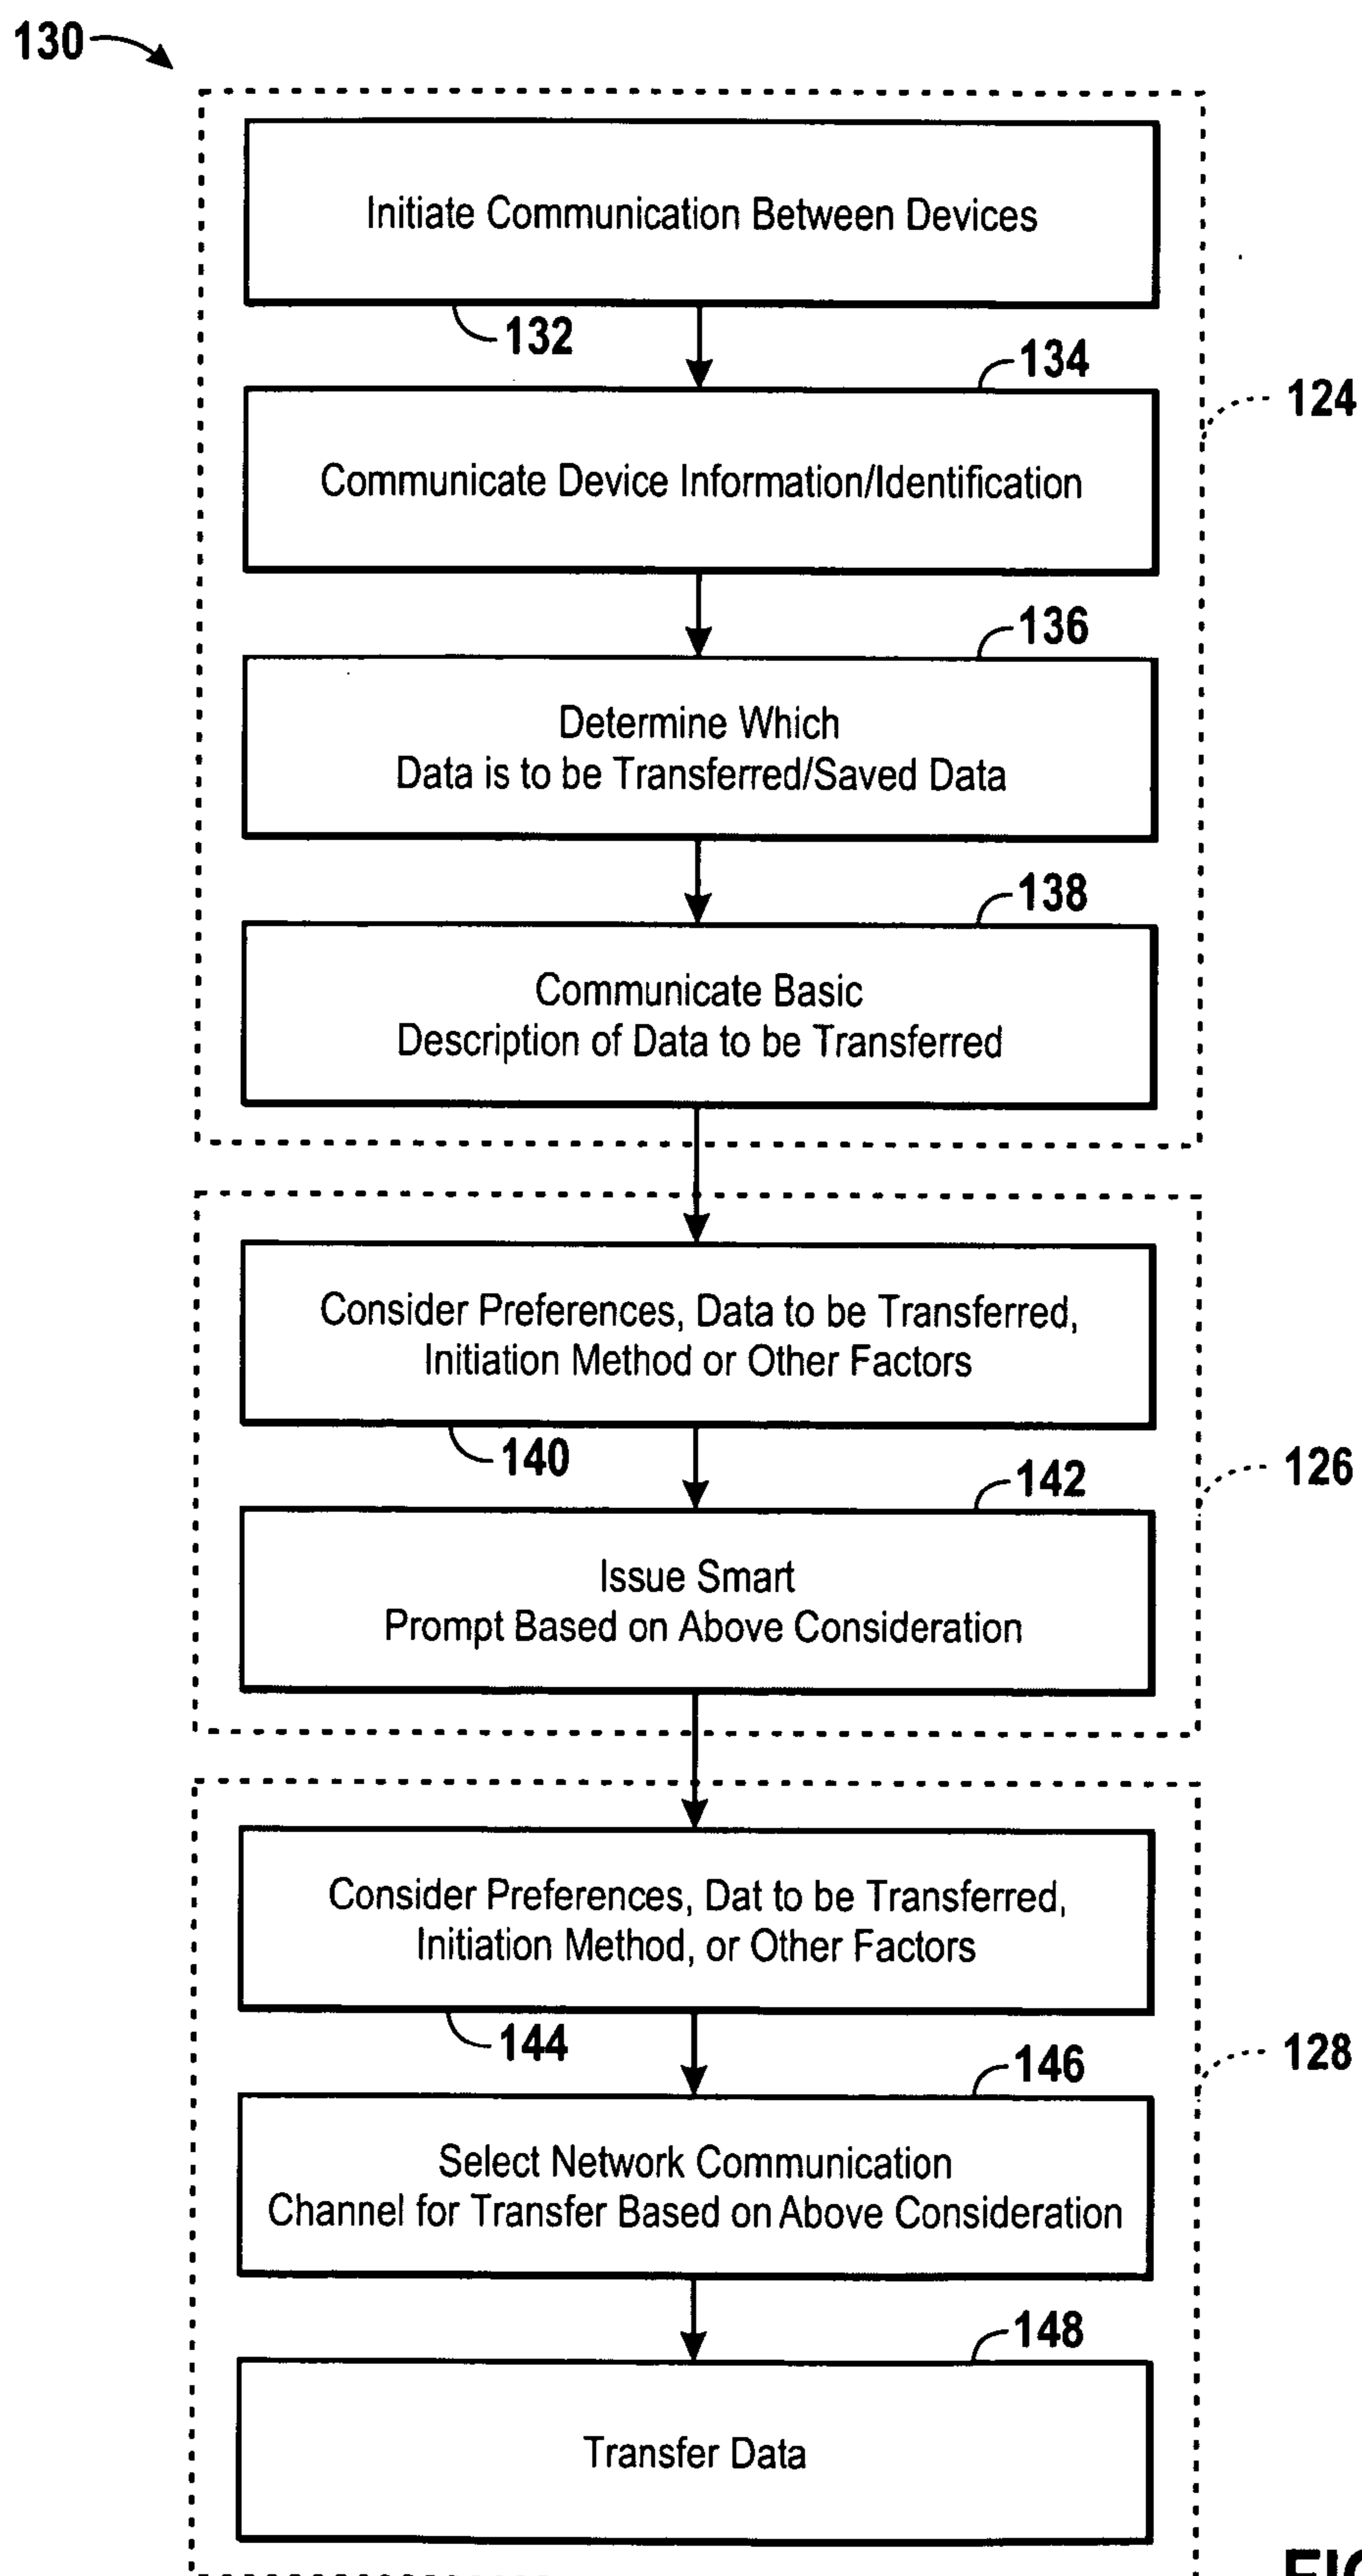 130
Initiate Communication Between Devices
132
134
124
Communicate Device Information/Identification
136
Determine Which
Data is to be Transferred/Saved Data
138
Communicate Basic
Description of Data to be Transferred
Consider Preferences, Data to be Transferred,
Initiation Method or Other Factors
140
142
126
Issue Smart
Prompt Based on Above Consideration
Consider Preferences, Dat to be Transferred,
Initiation Method, or Other Factors
144
146
128
Select Network Communication
Channel for Transfer Based on Above Consideration
148
Transfer Data